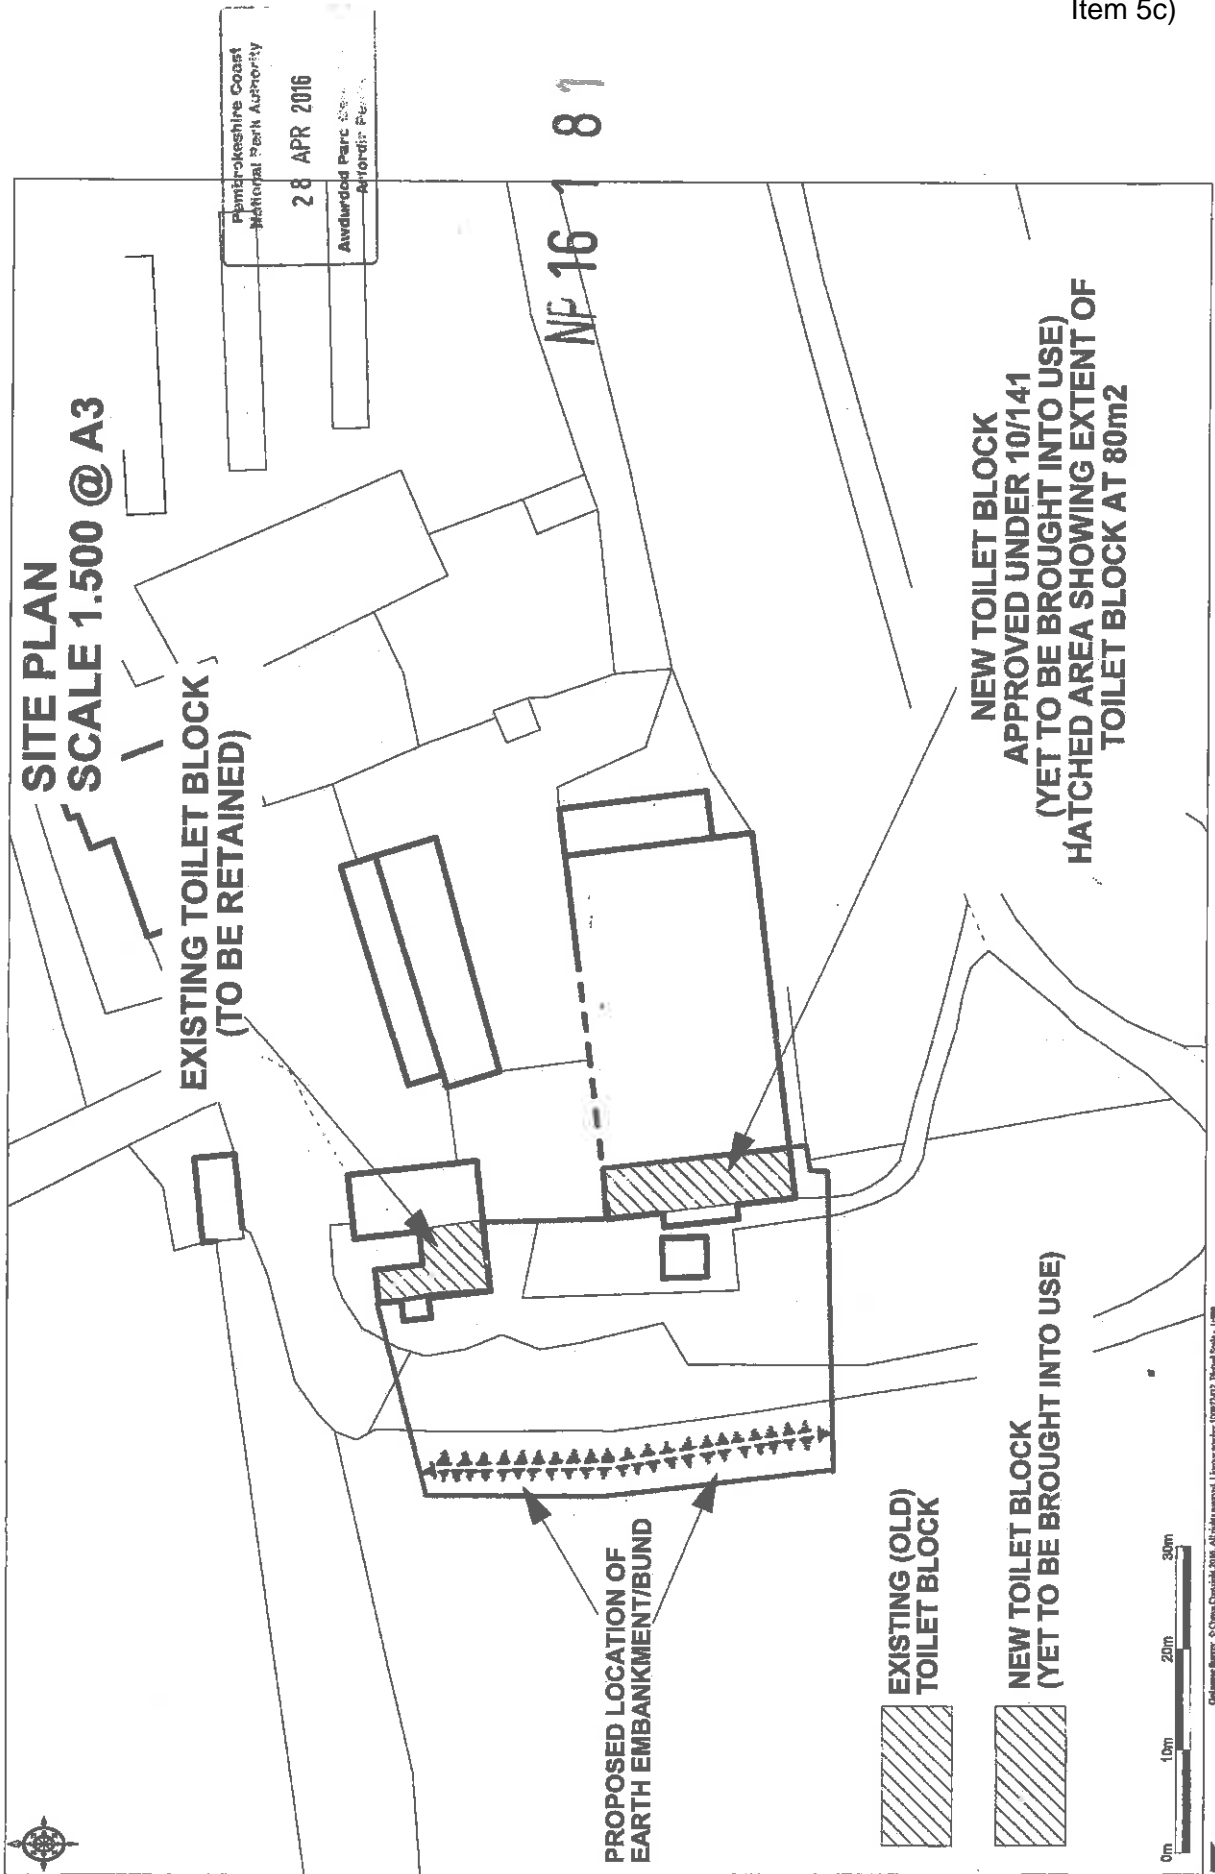 Item 5c)
Pembrokeshire Coast
National Park Authority
28 APR 2016
Awdurdod Parc
NP 16 181
SITE PLAN
SCALE 1.500 @ A3
EXISTING TOILET BLOCK
(TO BE RETAINED)
NEW TOILET BLOCK
APPROVED UNDER 10/141
(YET TO BE BROUGHT INTO USE)
HATCHED AREA SHOWING EXTENT OF
TOILET BLOCK AT 80m2
PROPOSED LOCATION OF
EARTH EMBANKMENT/BUND
EXISTING (OLD)
TOILET BLOCK
NEW TOILET BLOCK
(YET TO BE BROUGHT INTO USE)
0m 10m 20m 30m